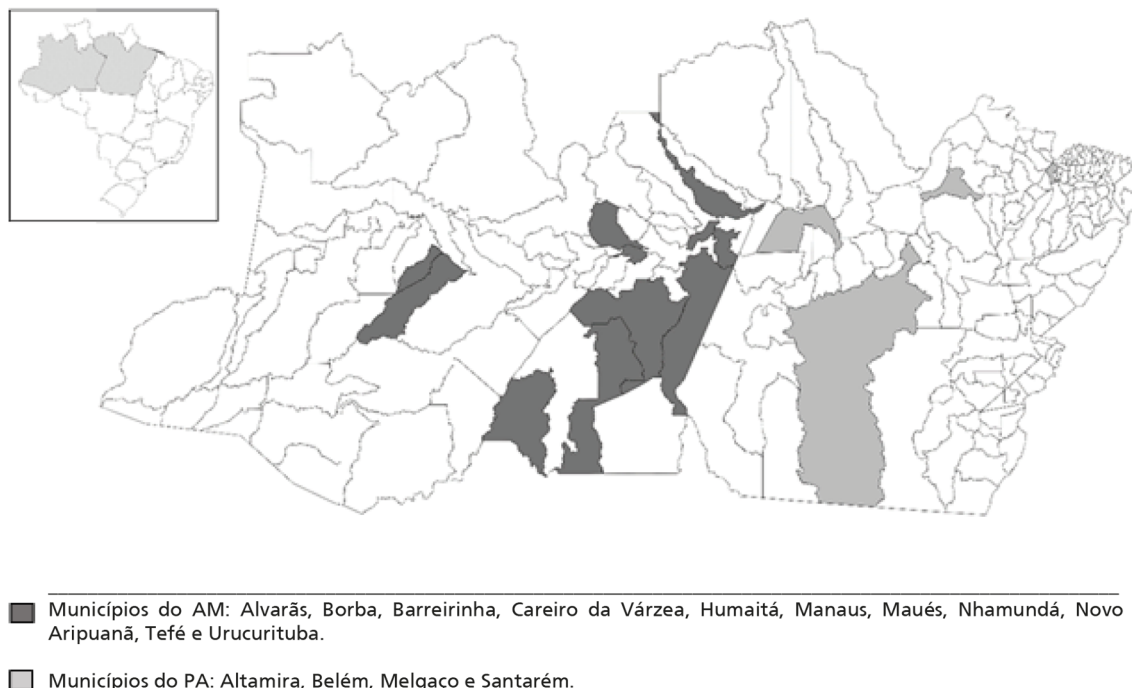 Municípios do AM: Alvarãs, Borba, Barreirinha, Careiro da Várzea, Humaitá, Manaus, Maués, Nhamundá, Novo
Aripuanã, Tefé e Urucurituba.
Municípios do PA: Altamira, Belém, Melgaço e Santarém.